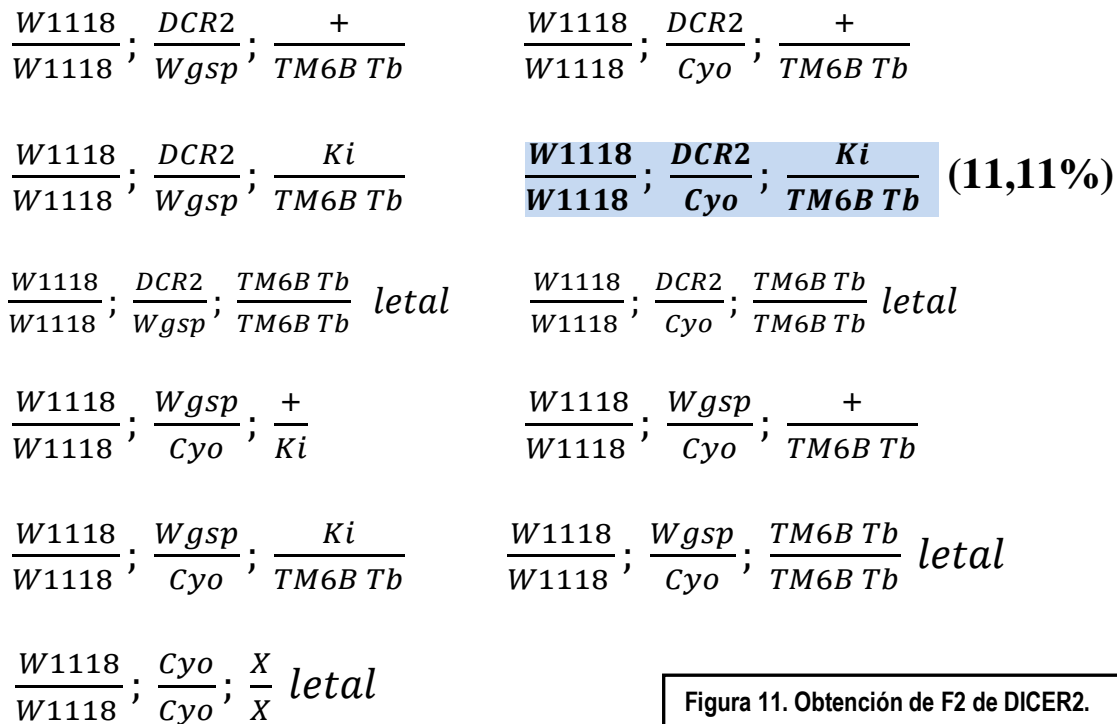 W1118/W1118 ; DCR2/Wgsp ; +/TM6B Tb    W1118/W1118 ; DCR2/Cyo ; +/TM6B Tb
W1118/W1118 ; DCR2/Wgsp ; Ki/TM6B Tb    W1118/W1118 ; DCR2/Cyo ; Ki/TM6B Tb (11,11%)
W1118/W1118 ; DCR2/Wgsp ; TM6B Tb/TM6B Tb letal    W1118/W1118 ; DCR2/Cyo ; TM6B Tb/TM6B Tb letal
W1118/W1118 ; Wgsp/Cyo ; +/Ki    W1118/W1118 ; Wgsp/Cyo ; +/TM6B Tb
W1118/W1118 ; Wgsp/Cyo ; Ki/TM6B Tb    W1118/W1118 ; Wgsp/Cyo ; TM6B Tb/TM6B Tb letal
W1118/W1118 ; Cyo/Cyo ; X/X letal
Figura 11. Obtención de F2 de DICER2.